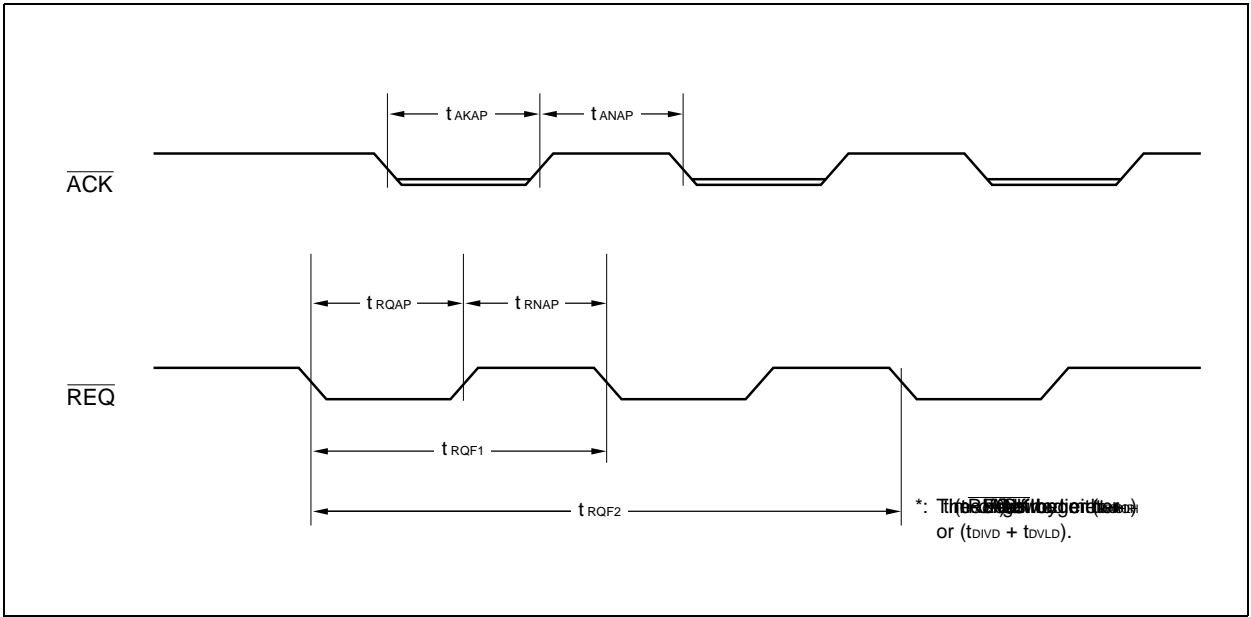 t AKAP
t ANAP
ACK
t RQAP
t RNAP
REQ
t RQF1
t RQF2
*:
or (tDIVD + tDVLD).